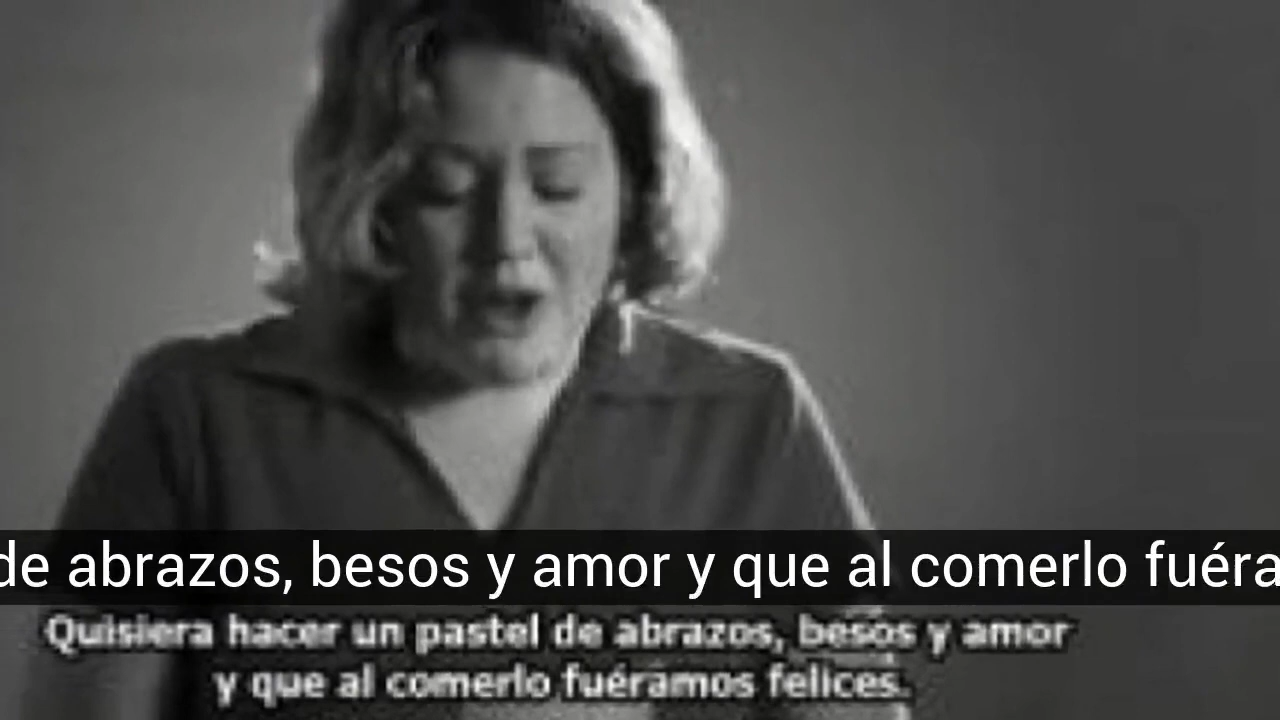 de abrazos, besos y amor y que al comerlo fuéra
Quisiera hacer un pastel de abrazos, besos y amor
y que al comerlo fuéramos felices.